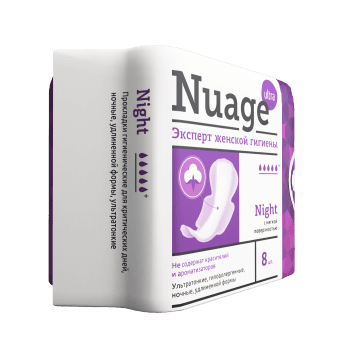 Night
Прокладки гигиенические для критических дней,
ночные, удлиненной формы, ультратонкие
Nuage
ultra
Эксперт женской гигиены
Night
с мягкой
поверхностью
Не содержат красителей
и ароматизаторов
8 шт.
Ультратонкие, гипоаллергенные,
ночные, удлиненной формы